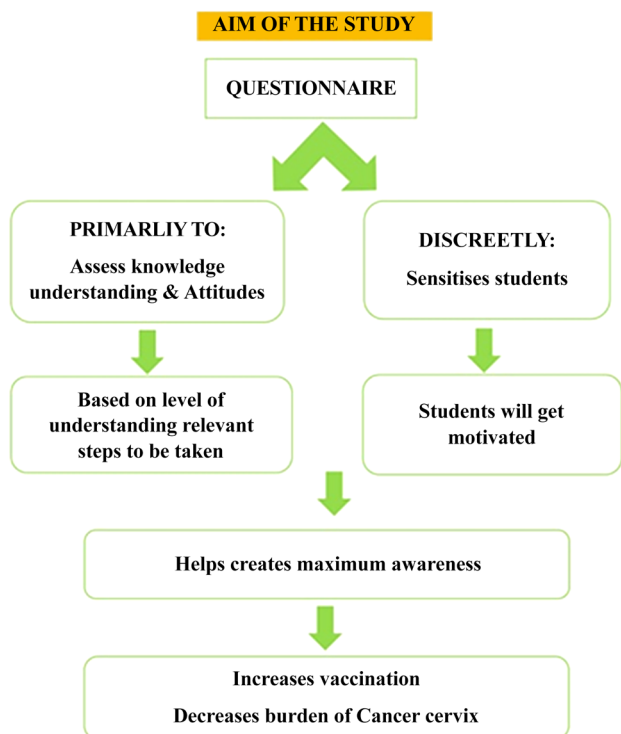 AIM OF THE STUDY
QUESTIONNAIRE
PRIMARLIY TO:
Assess knowledge
understanding & Attitudes
DISCREETLY:
Sensitises students
Based on level of
understanding relevant
steps to be taken
Students will get
motivated
Helps creates maximum awareness
Increases vaccination
Decreases burden of Cancer cervix